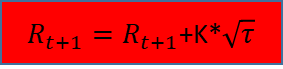 R_{t+1} = R_{t+1}+K*√τ